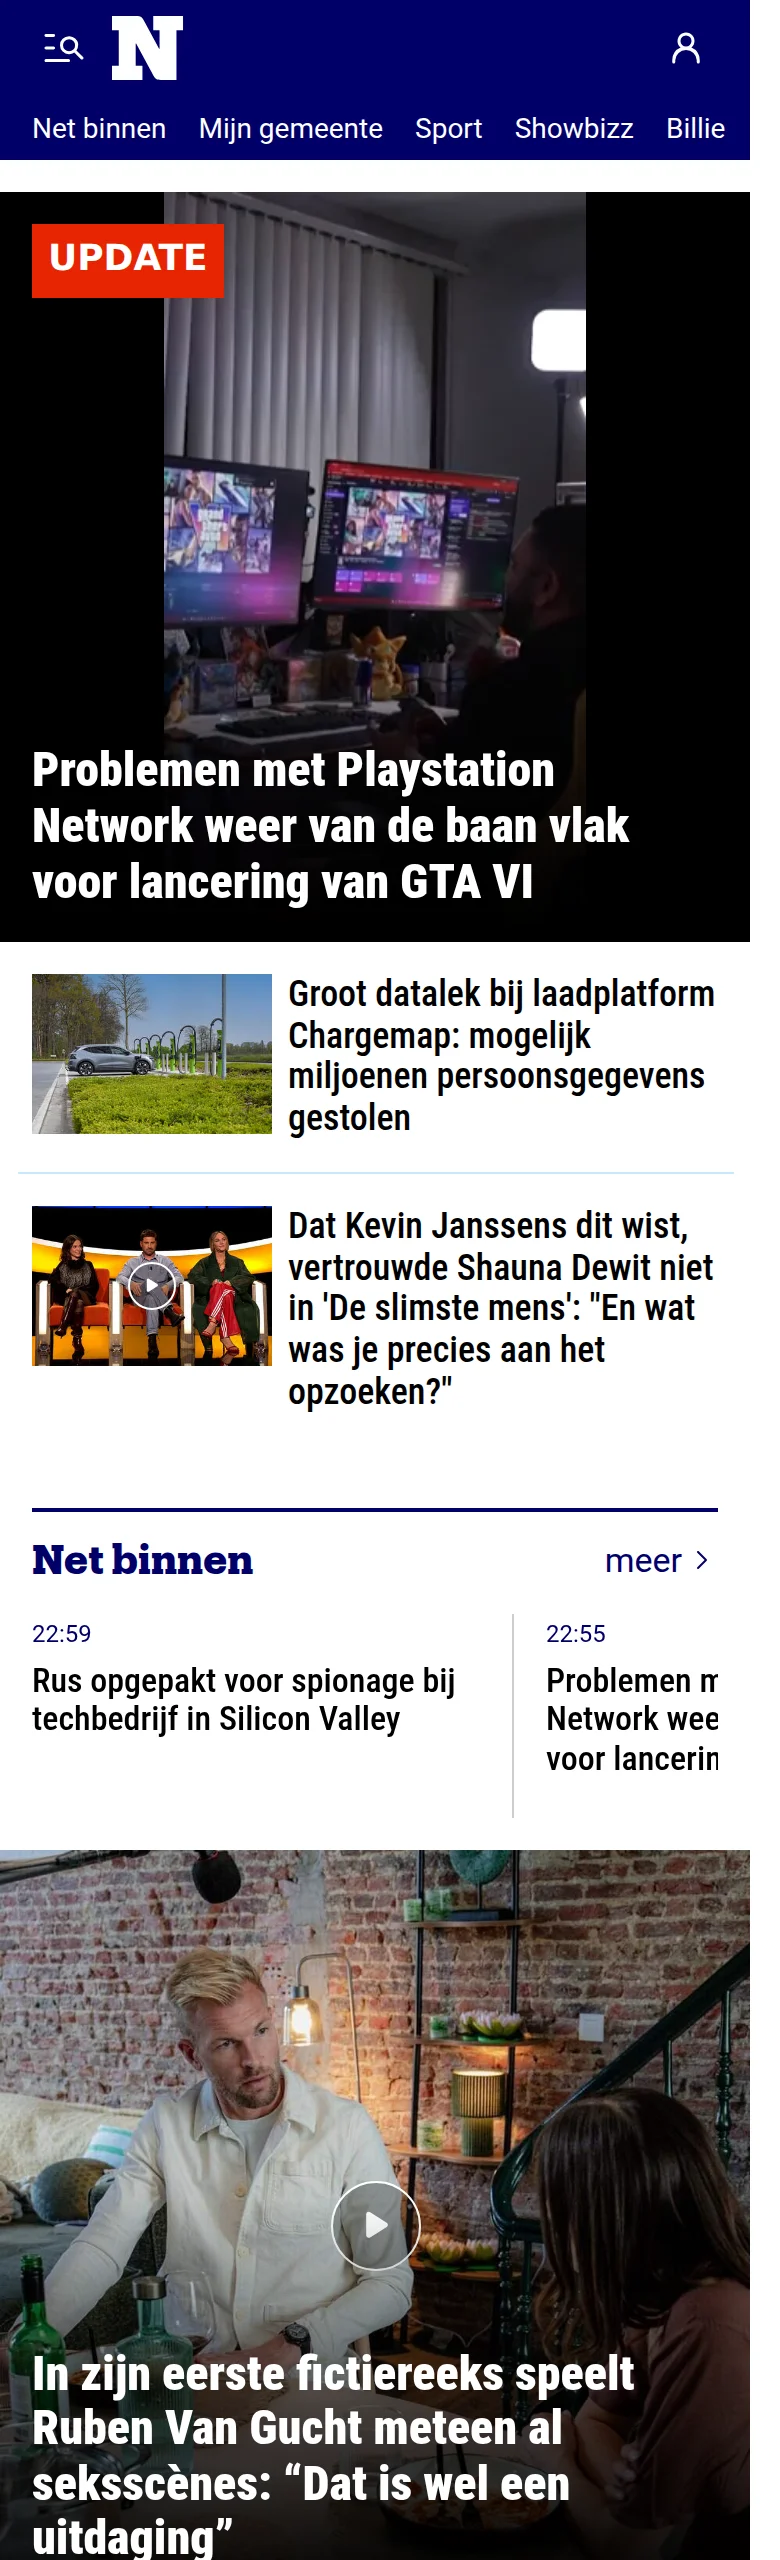 N
Net binnen Mijn gemeente Sport Showbizz Billie
UPDATE
Problemen met Playstation
Network weer van de baan vlak
voor lancering van GTA VI
Groot datalek bij laadplatform
Chargemap: mogelijk
miljoenen persoonsgegevens
gestolen
Dat Kevin Janssens dit wist,
vertrouwde Shauna Dewit niet
in 'De slimste mens': "En wat
was je precies aan het
opzoeken?"
Net binnen
meer
22:59
Rus opgepakt voor spionage bij
techbedrijf in Silicon Valley
22:55
Problemen m
Network wee
voor lancerin
In zijn eerste fictiereeks speelt
Ruben Van Gucht meteen al
seksscènes: “Dat is wel een
uitdaging”